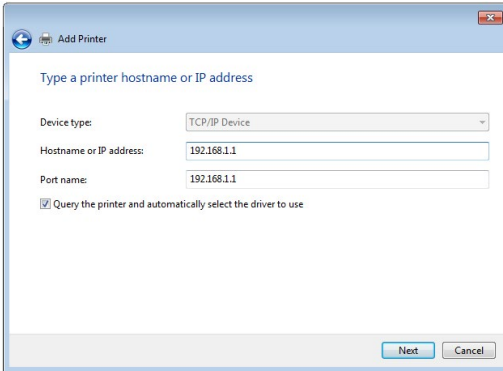 Add Printer
Type a printer hostname or IP address
Device type: TCP/IP Device
Hostname or IP address: 192.168.1.1
Port name: 192.168.1.1
Query the printer and automatically select the driver to use
Next Cancel